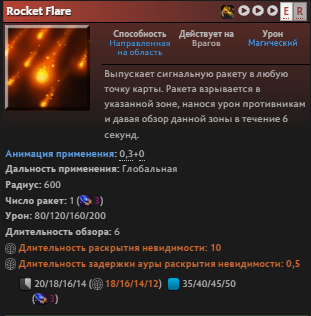 Rocket Flare E R
Способность Действует на Урон
Направленная Врагов Магический
на область
Выпускает сигнальную ракету в любую
точку карты. Ракета взрывается в
указанной зоне, нанося урон противникам
и давая обзор данной зоны в течение 6
секунд.
Анимация применения: 0,3+0
Дальность применения: Глобальная
Радиус: 600
Число ракет: 1 (3)
Урон: 80/120/160/200
Длительность обзора: 6
Длительность раскрытия невидимости: 10
Длительность задержки ауры раскрытия невидимости: 0,5
20/18/16/14 (18/16/14/12) 35/40/45/50
(3)